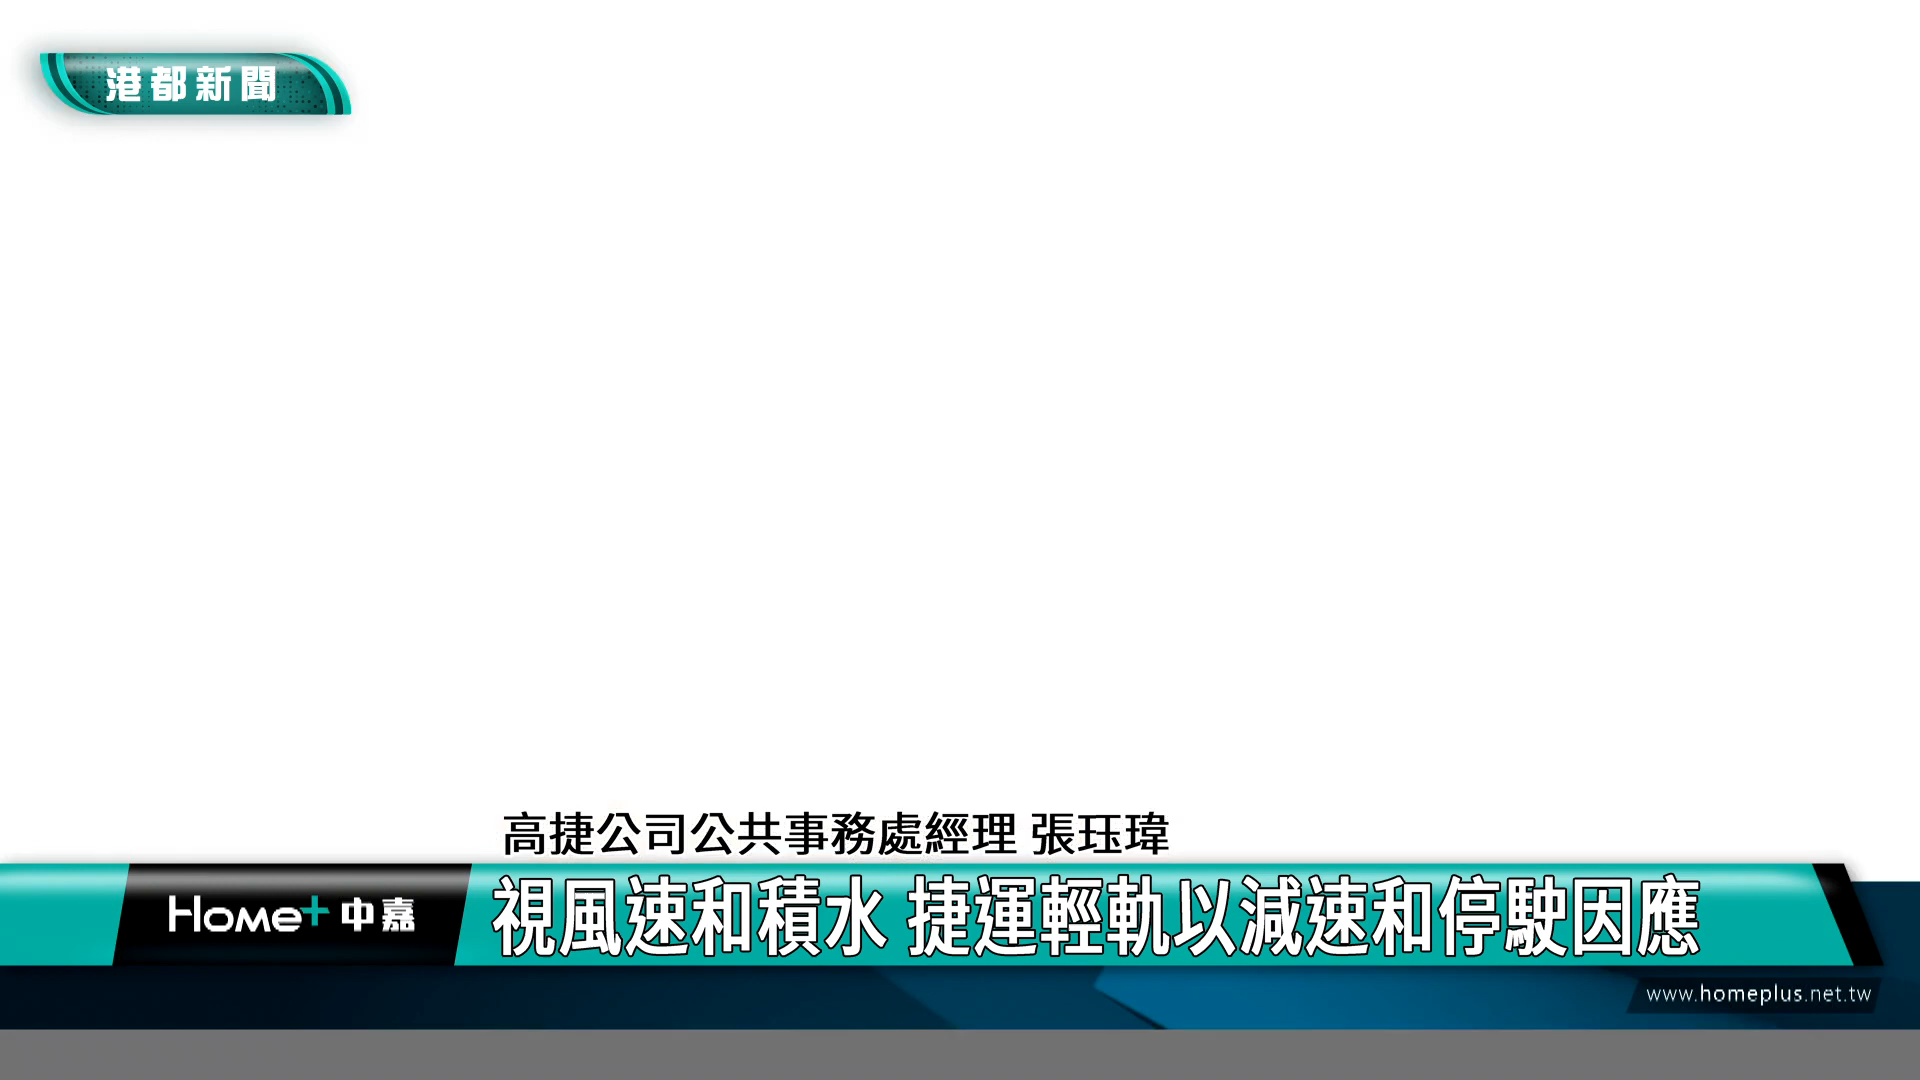 港都新聞
高捷公司公共事務處經理 張珏瑋
Home+ 中嘉
視風速和積水 捷運輕軌以減速和停駛因應
www.homeplus.net.tw